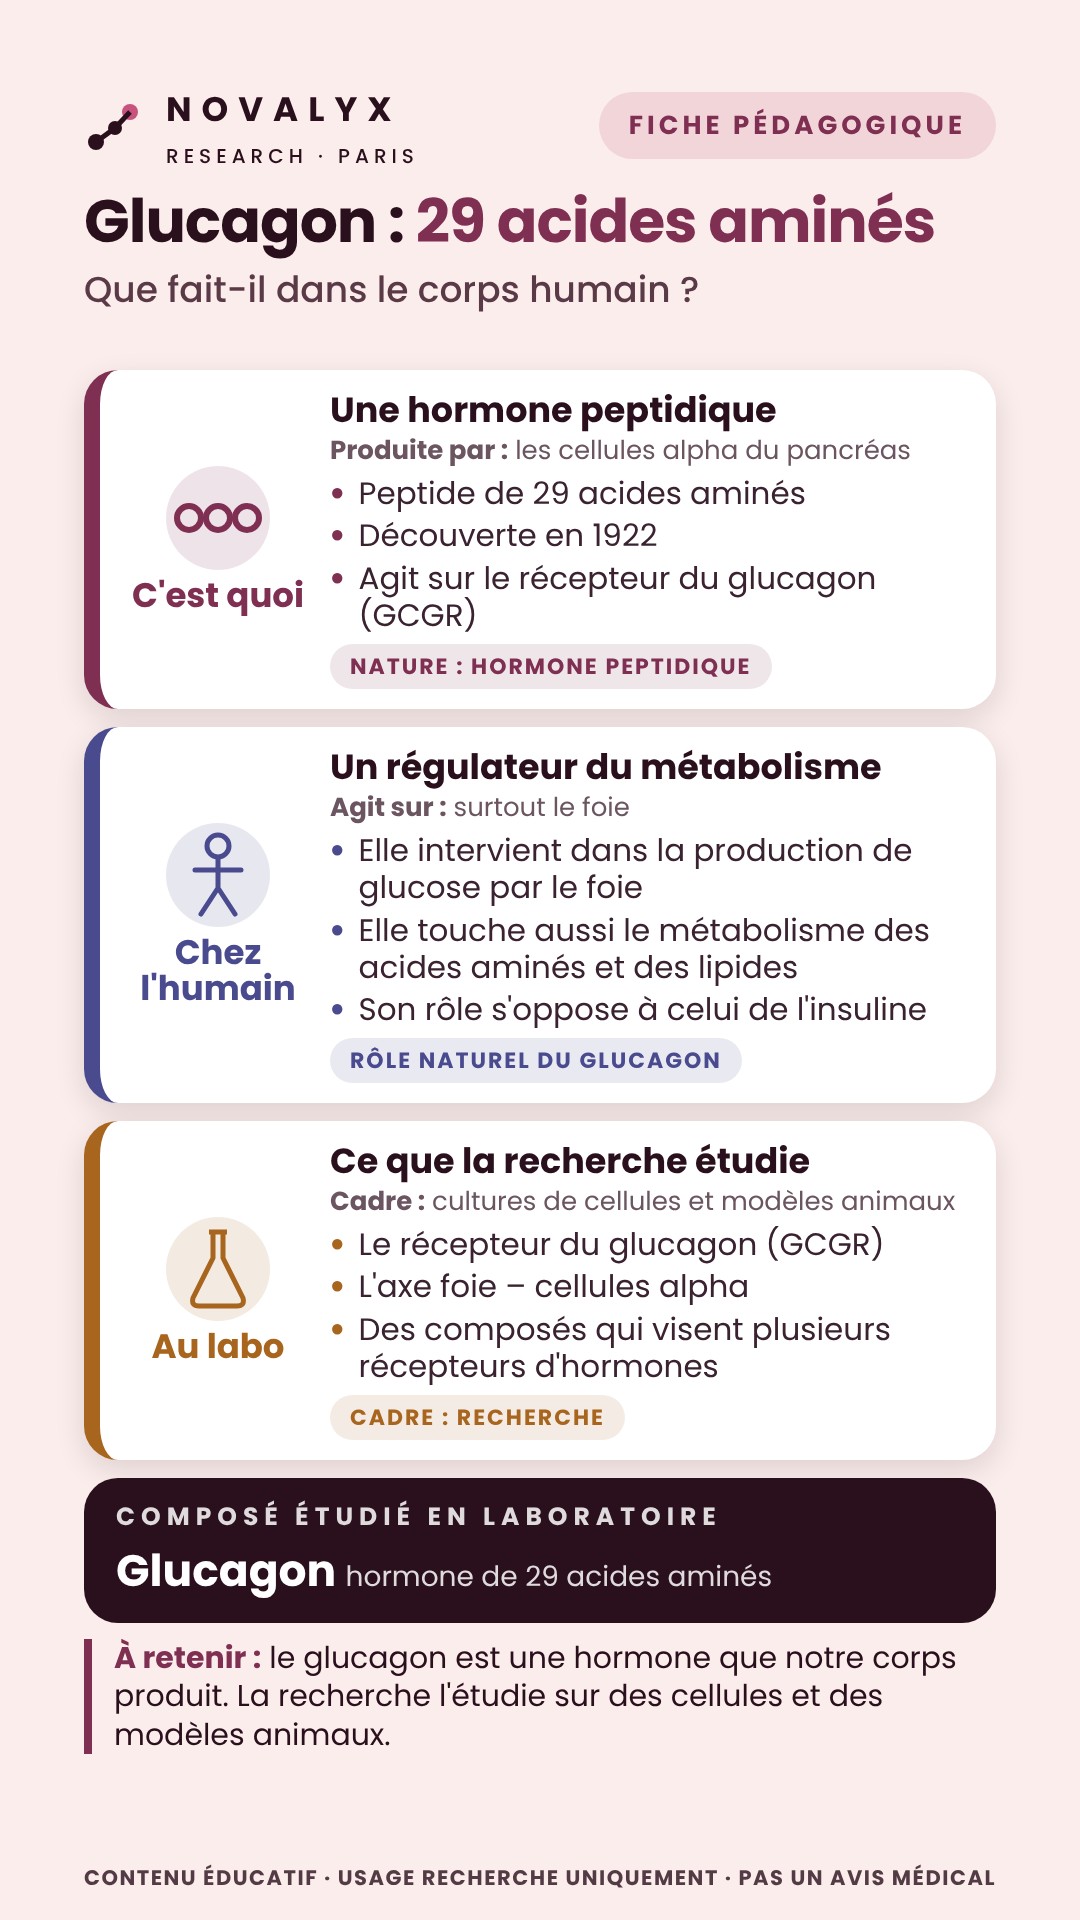 NOVALYX
RESEARCH · PARIS
FICHE PÉDAGOGIQUE
Glucagon : 29 acides aminés
Que fait-il dans le corps humain ?
C'est quoi
Une hormone peptidique
Produite par : les cellules alpha du pancréas
• Peptide de 29 acides aminés
• Découverte en 1922
• Agit sur le récepteur du glucagon
(GCGR)
NATURE : HORMONE PEPTIDIQUE
Chez
l'humain
Un régulateur du métabolisme
Agit sur : surtout le foie
• Elle intervient dans la production de
glucose par le foie
• Elle touche aussi le métabolisme des
acides aminés et des lipides
• Son rôle s'oppose à celui de l'insuline
RÔLE NATUREL DU GLUCAGON
Au labo
Ce que la recherche étudie
Cadre : cultures de cellules et modèles animaux
• Le récepteur du glucagon (GCGR)
• L'axe foie – cellules alpha
• Des composés qui visent plusieurs
récepteurs d'hormones
CADRE : RECHERCHE
COMPOSÉ ÉTUDIÉ EN LABORATOIRE
Glucagon hormone de 29 acides aminés
À retenir : le glucagon est une hormone que notre corps
produit. La recherche l'étudie sur des cellules et des
modèles animaux.
CONTENU ÉDUCATIF · USAGE RECHERCHE UNIQUEMENT · PAS UN AVIS MÉDICAL